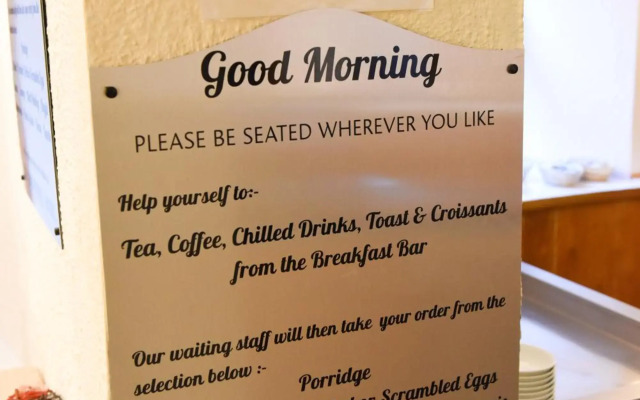 Good Morning
PLEASE BE SEATED WHEREVER YOU LIKE
Help yourself to:-
Tea, Coffee, Chilled Drinks, Toast & Croissants
from the Breakfast Bar
Our waiting staff will then take your order from the
selection below :-
Porridge
Scrambled Eggs